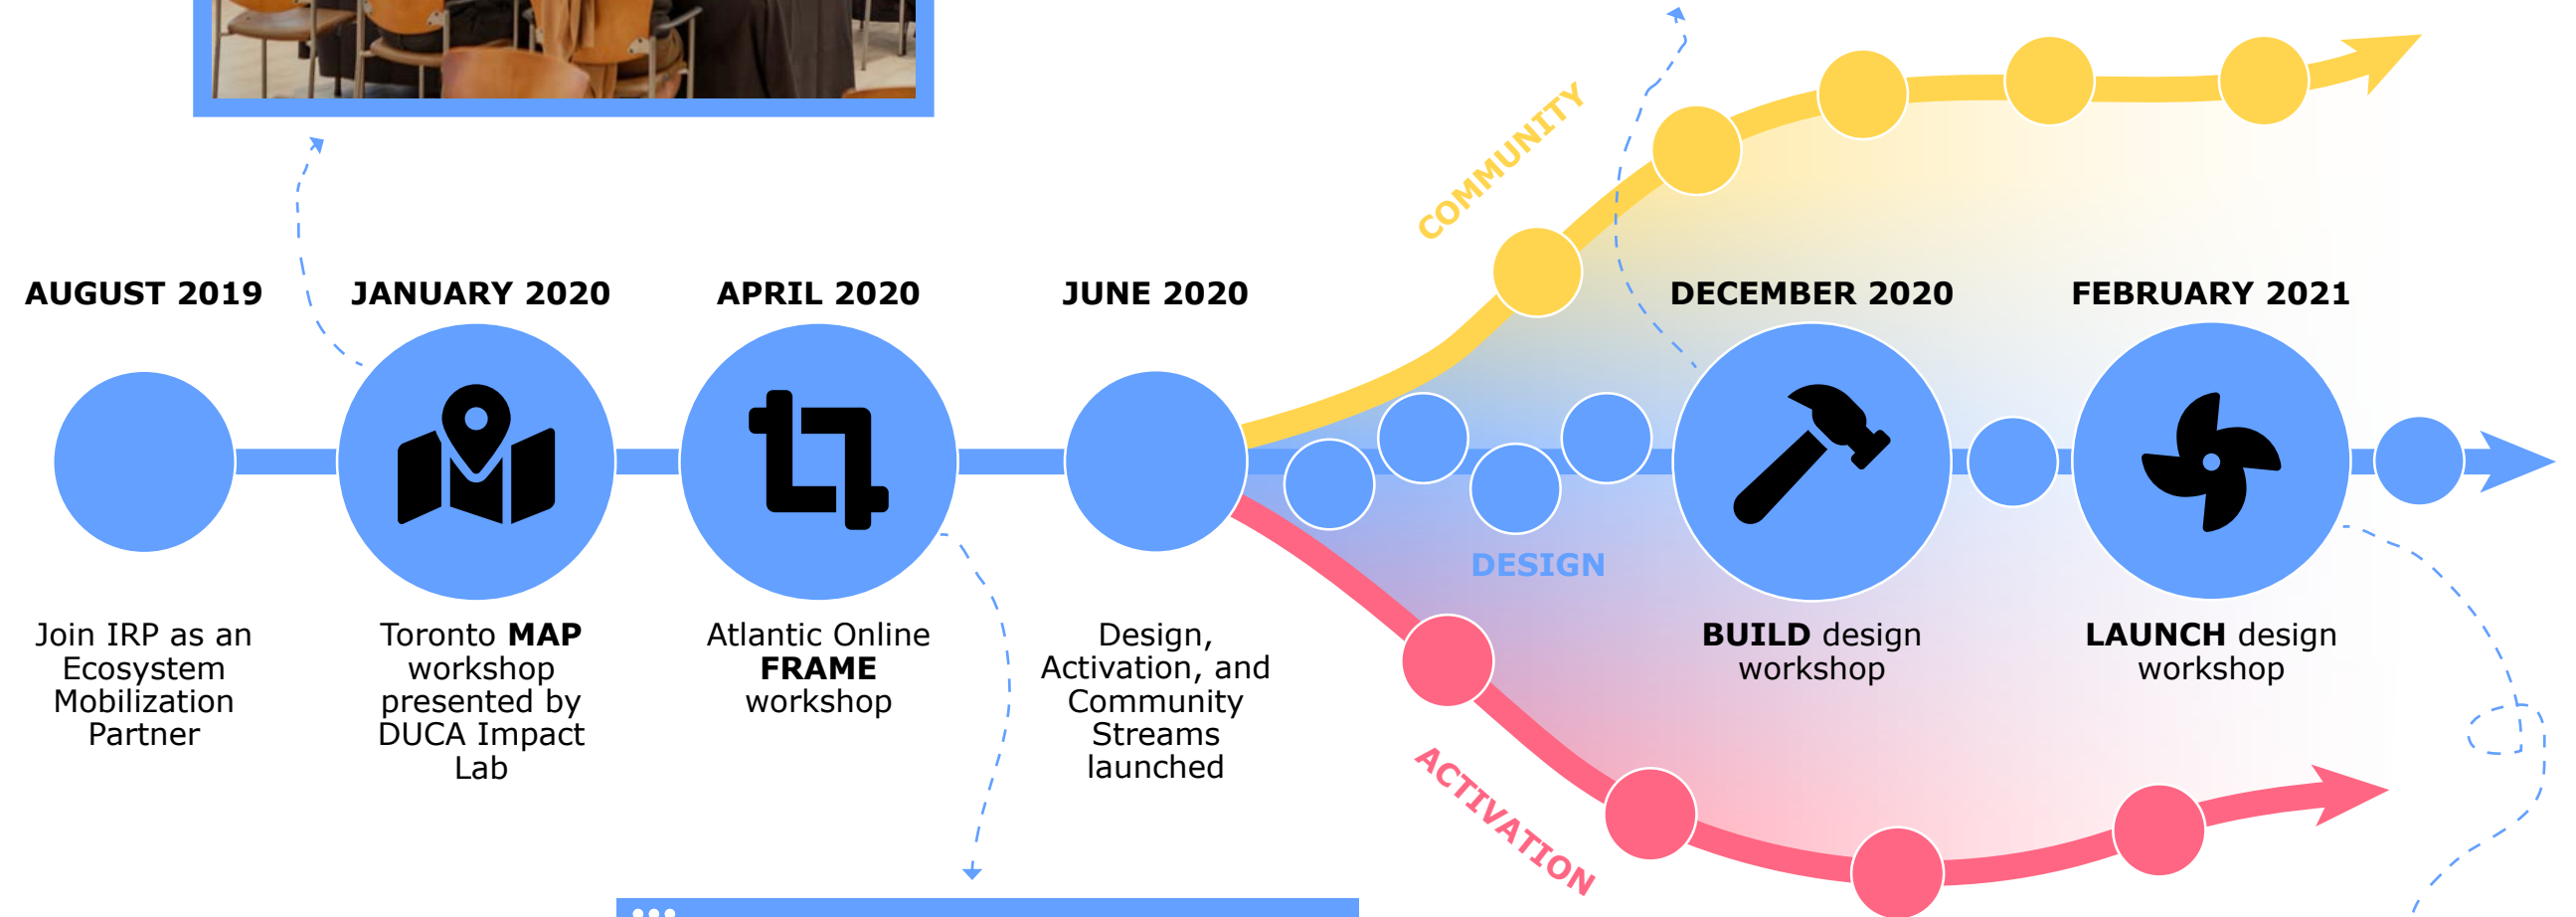 COMMUNITY
AUGUST 2019
JANUARY 2020
APRIL 2020
JUNE 2020
DECEMBER 2020
FEBRUARY 2021
DESIGN
Join IRP as an
Ecosystem
Mobilization
Partner
Toronto MAP
workshop
presented by
DUCA Impact
Lab
Atlantic Online
FRAME
workshop
Design,
Activation, and
Community
Streams
launched
BUILD design
workshop
LAUNCH design
workshop
ACTIVATION